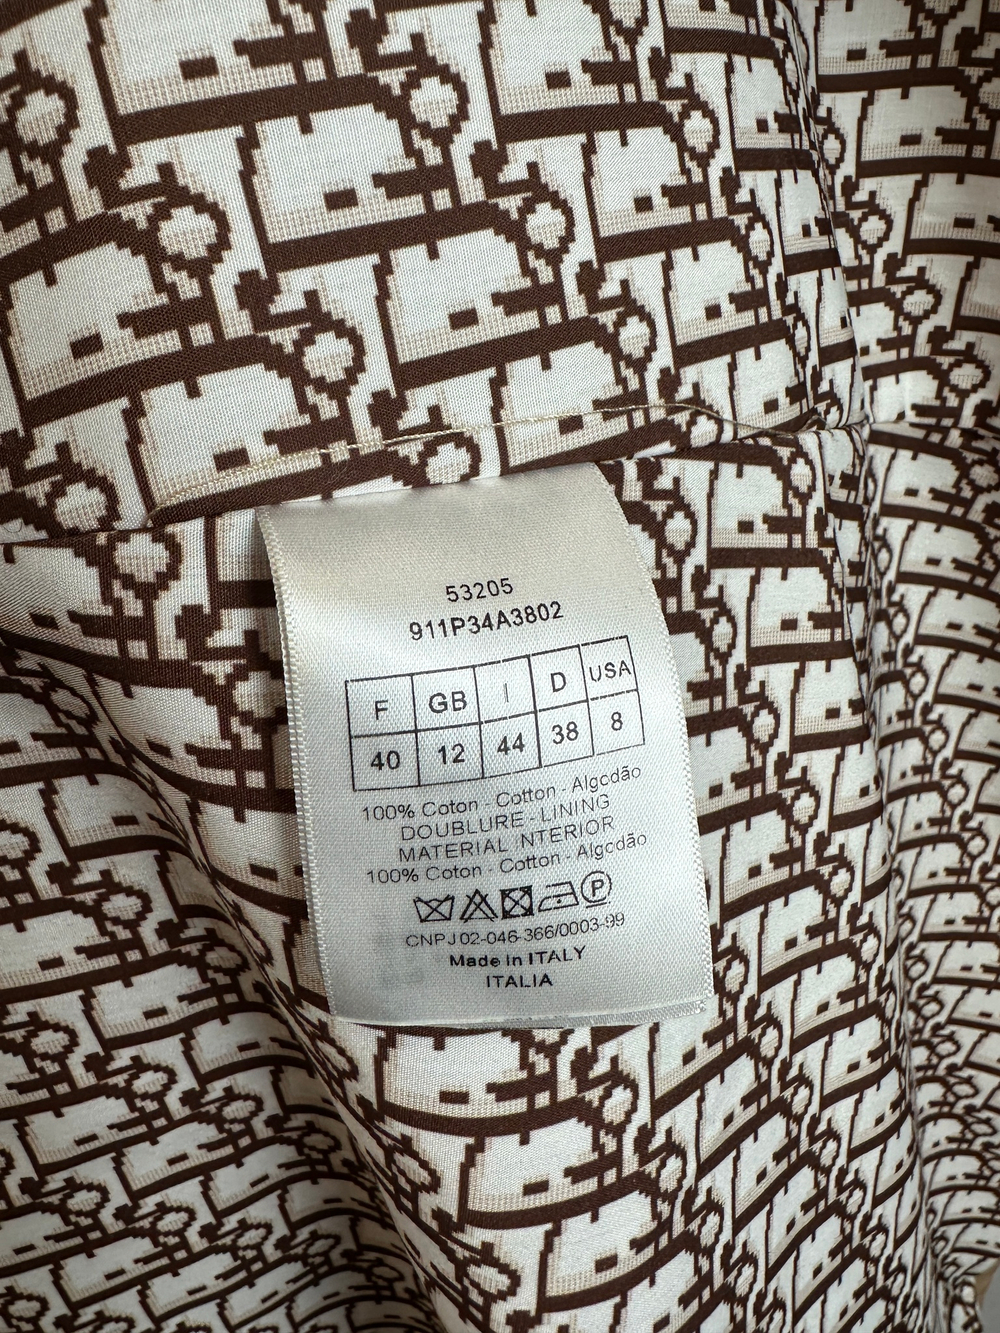 53205
911P34A3802
F GB I D USA
40 12 44 38 8
100% Coton - Cotton - Algodão
DOUBLURE - LINING
MATERIAL INTERIOR
100% Coton - Cotton - Algodão
P
CNPJ 02-046-366/0003-99
Made in ITALY
ITALIA